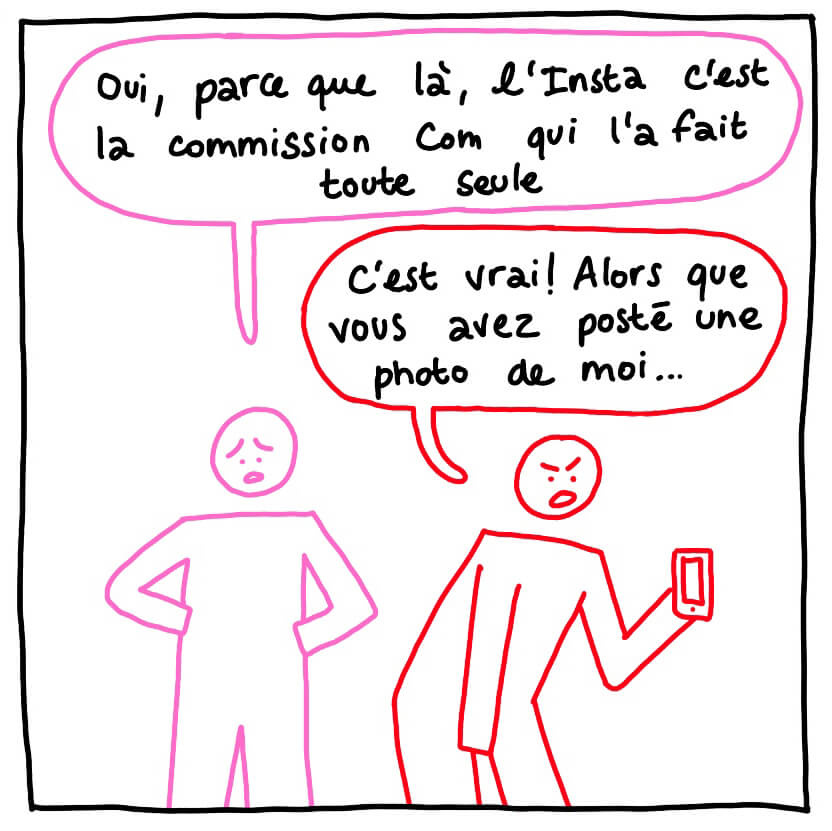 Oui, parce que là, l'Insta c'est
la commission Com qui l'a fait
toute seule
C'est vrai! Alors que
vous avez posté une
photo de moi...